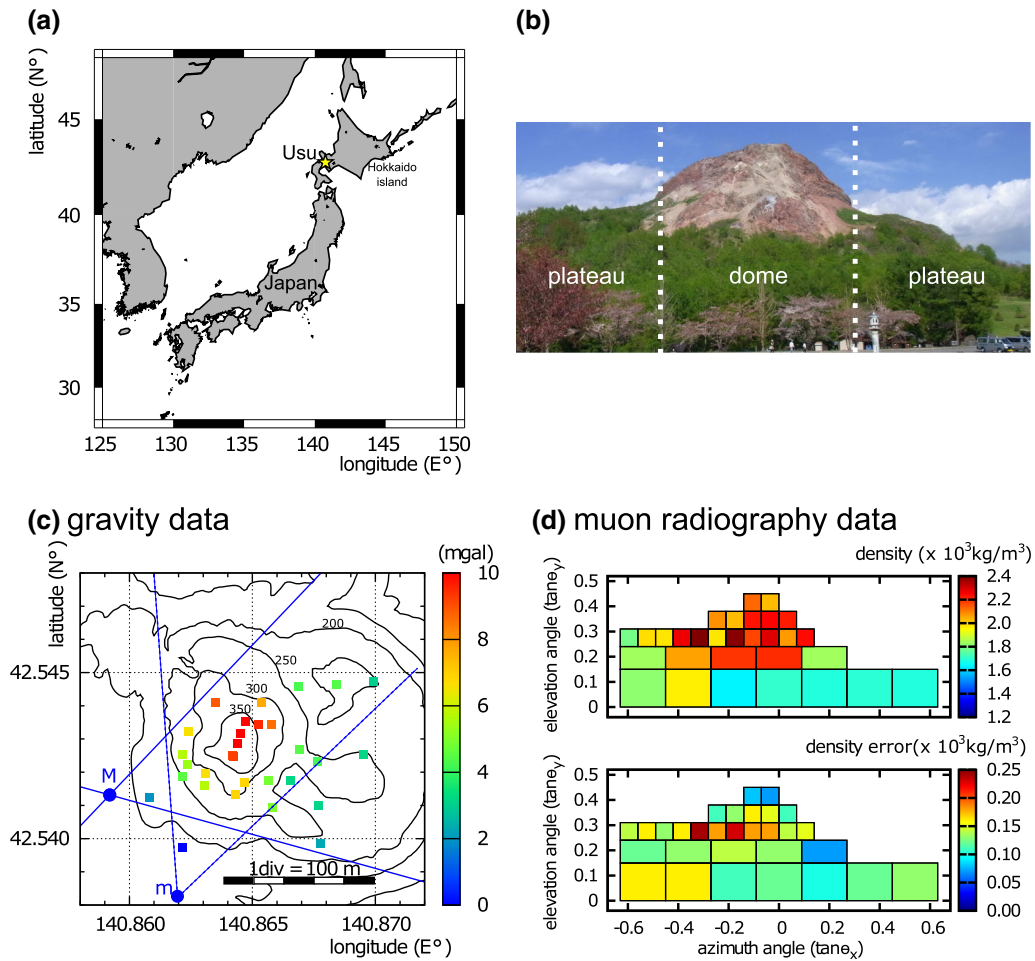 (a)
latitude (N°)
45
40
35
30
Usu
Hokkaido
island
Japan
125 130 135 140 145 150
longitude (E°)
(b)
plateau dome plateau
(c) gravity data
latitude (N°)
42.545
42.540
200
250
300
350
M
m
1div = 100 m
140.860 140.865 140.870
longitude (E°)
(mgal)
10
8
6
4
2
0
(d) muon radiography data
density (x 10³kg/m³)
elevation angle (tanθy)
0.5
0.4
0.3
0.2
0.1
0
2.4
2.2
2.0
1.8
1.6
1.4
1.2
density error(x 10³kg/m³)
elevation angle (tanθy)
0.5
0.4
0.3
0.2
0.1
0
0.25
0.20
0.15
0.10
0.05
0.00
-0.6 -0.4 -0.2 0 0.2 0.4 0.6
azimuth angle (tanθx)